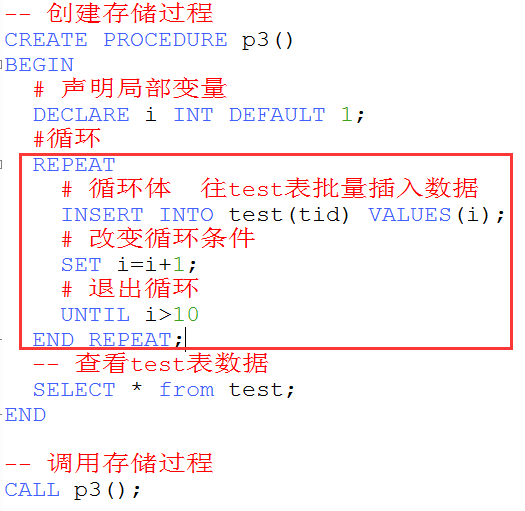 -- 创建存储过程
CREATE PROCEDURE p3()
BEGIN
# 声明局部变量
DECLARE i INT DEFAULT 1;
#循环
REPEAT
# 循环体 往test表批量插入数据
INSERT INTO test(tid) VALUES(i);
# 改变循环条件
SET i=i+1;
# 退出循环
UNTIL i>10
END REPEAT;
-- 查看test表数据
SELECT * from test;
END
-- 调用存储过程
CALL p3();